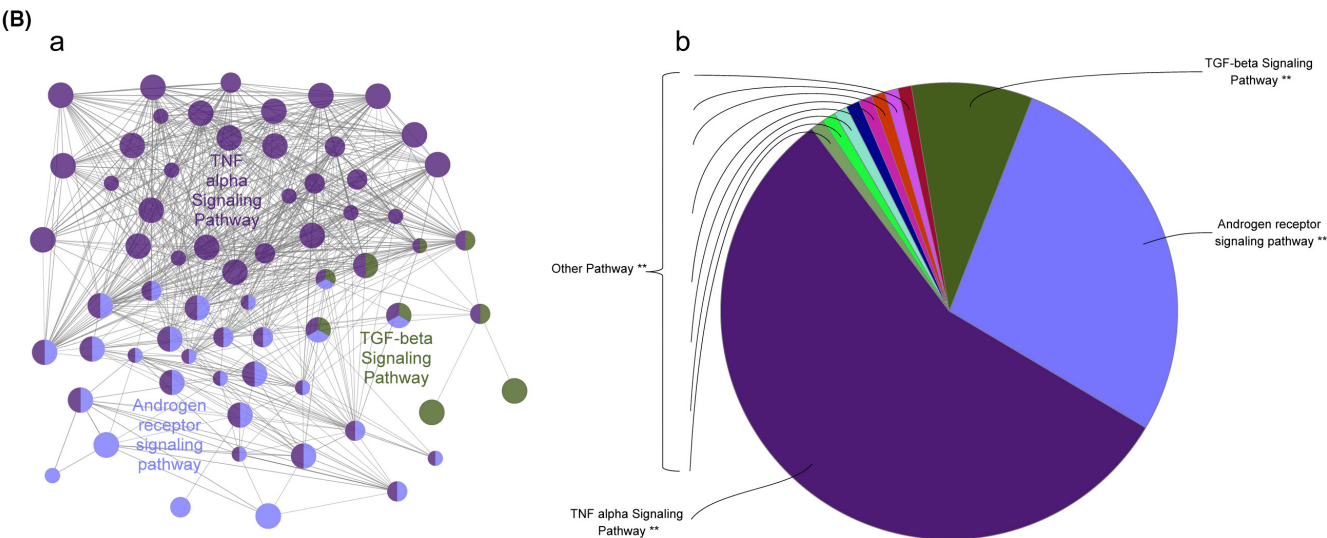 (B)
a
b
TNF
alpha
Signaling
Pathway
TGF-beta
Signaling
Pathway
Androgen
receptor
signaling
pathway
TGF-beta Signaling
Pathway **
Androgen receptor
signaling pathway **
Other Pathway **
TNF alpha Signaling
Pathway **